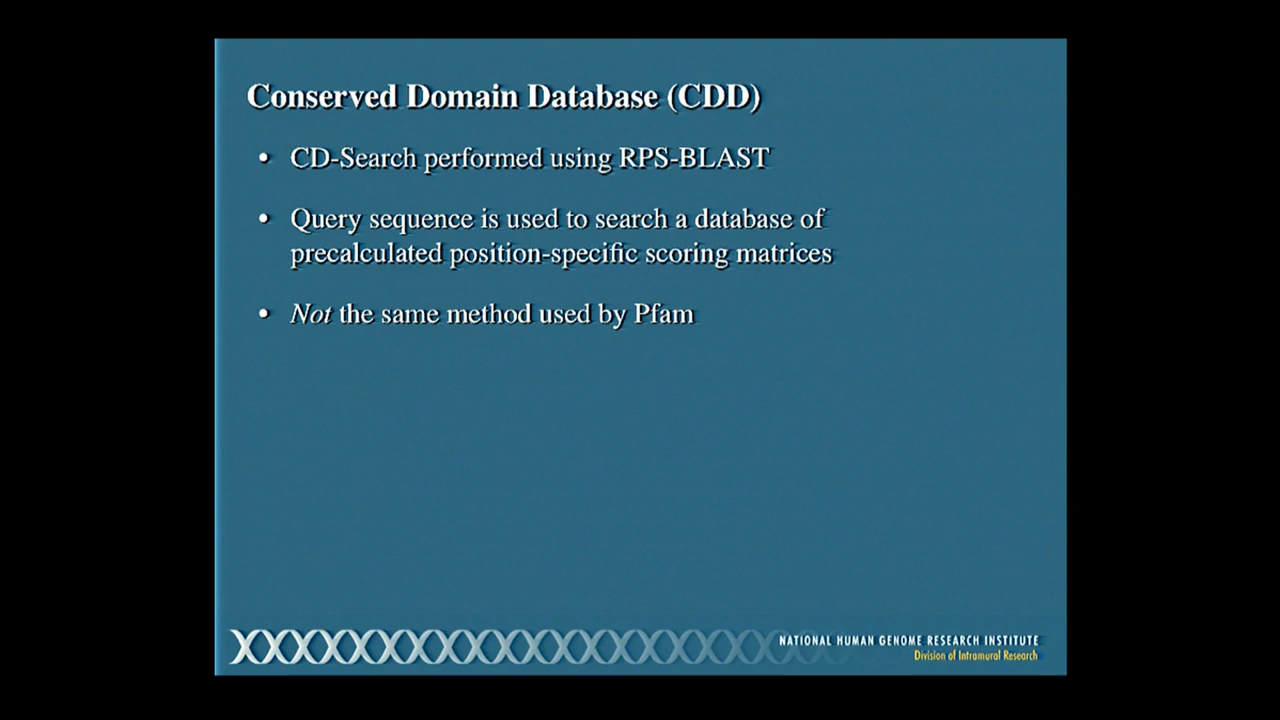 Conserved Domain Database (CDD)
• CD-Search performed using RPS-BLAST
• Query sequence is used to search a database of
precalculated position-specific scoring matrices
• Not the same method used by Pfam
NATIONAL HUMAN GENOME RESEARCH INSTITUTE
Division of Intramural Research